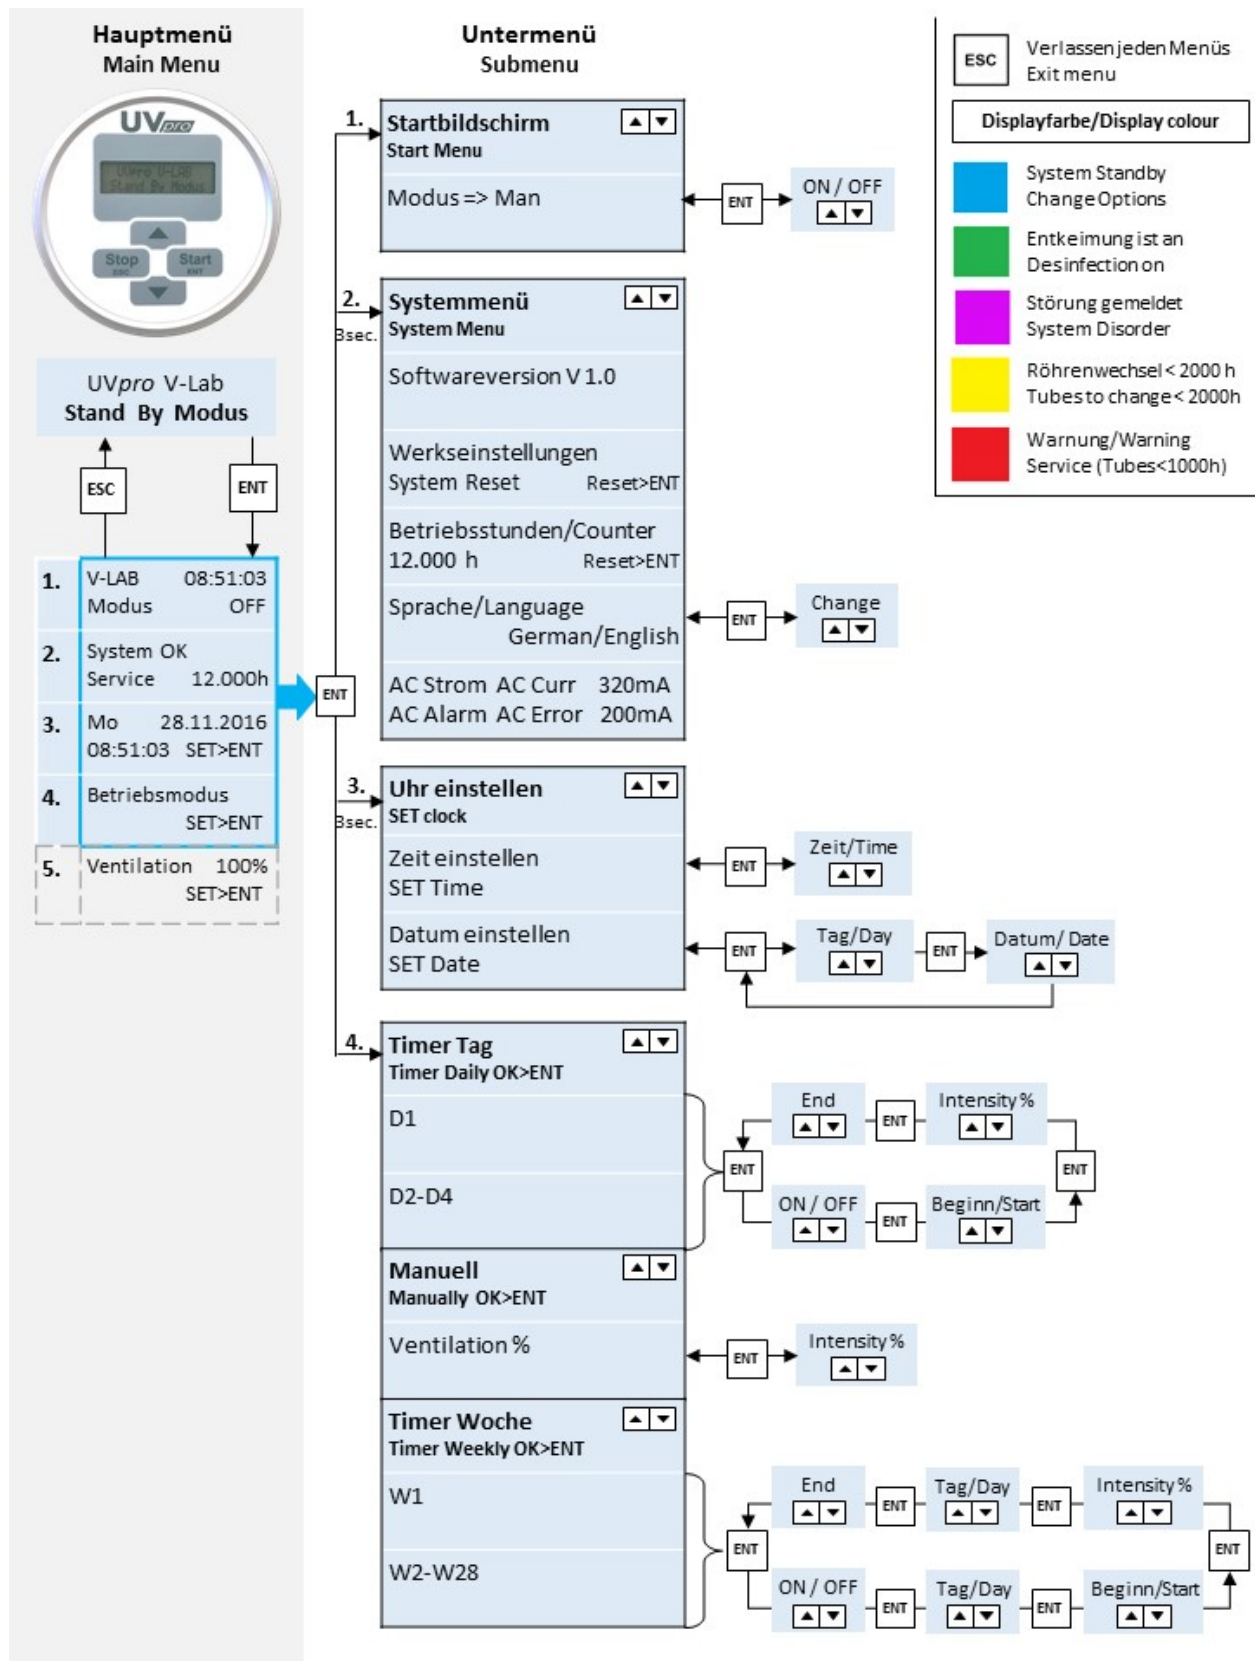 Hauptmenü
Main Menu
UVpro
UVpro V-LAB
Stand By Modus
Stop
ESC
Start
ENT
UVpro V-Lab
Stand By Modus
ESC
ENT
1. V-LAB 08:51:03
Modus OFF
2. System OK
Service 12.000h
3. Mo 28.11.2016
08:51:03 SET>ENT
4. Betriebsmodus
SET>ENT
5. Ventilation 100%
SET>ENT
ENT
Untermenü
Submenu
1. Startbildschirm
Start Menu
Modus => Man
ENT
ON / OFF
2. Systemmenü
3sec. System Menu
Softwareversion V 1.0
Werkseinstellungen
System Reset Reset>ENT
Betriebsstunden/Counter
12.000 h Reset>ENT
Sprache/Language
German/English
ENT
Change
AC Strom AC Curr 320mA
AC Alarm AC Error 200mA
3. Uhr einstellen
3sec. SET clock
Zeit einstellen
SET Time
ENT
Zeit/Time
Datum einstellen
SET Date
ENT
Tag/Day
ENT
Datum/ Date
4. Timer Tag
Timer Daily OK>ENT
D1
D2-D4
ENT
End
ENT
Intensity %
ENT
ON / OFF
ENT
Beginn/Start
Manuell
Manually OK>ENT
Ventilation %
ENT
Intensity %
Timer Woche
Timer Weekly OK>ENT
W1
W2-W28
ENT
End
ENT
Tag/Day
ENT
Intensity %
ENT
ON / OFF
ENT
Tag/Day
ENT
Beginn/Start
ESC
Verlassen jeden Menüs
Exit menu
Displayfarbe/Display colour
System Standby
Change Options
Entkeimung ist an
Desinfection on
Störung gemeldet
System Disorder
Röhrenwechsel < 2000 h
Tubes to change < 2000h
Warnung/Warning
Service (Tubes<1000h)